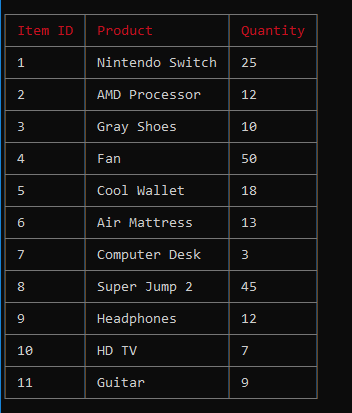 Item ID Product Quantity
1 Nintendo Switch 25
2 AMD Processor 12
3 Gray Shoes 10
4 Fan 50
5 Cool Wallet 18
6 Air Mattress 13
7 Computer Desk 3
8 Super Jump 2 45
9 Headphones 12
10 HD TV 7
11 Guitar 9